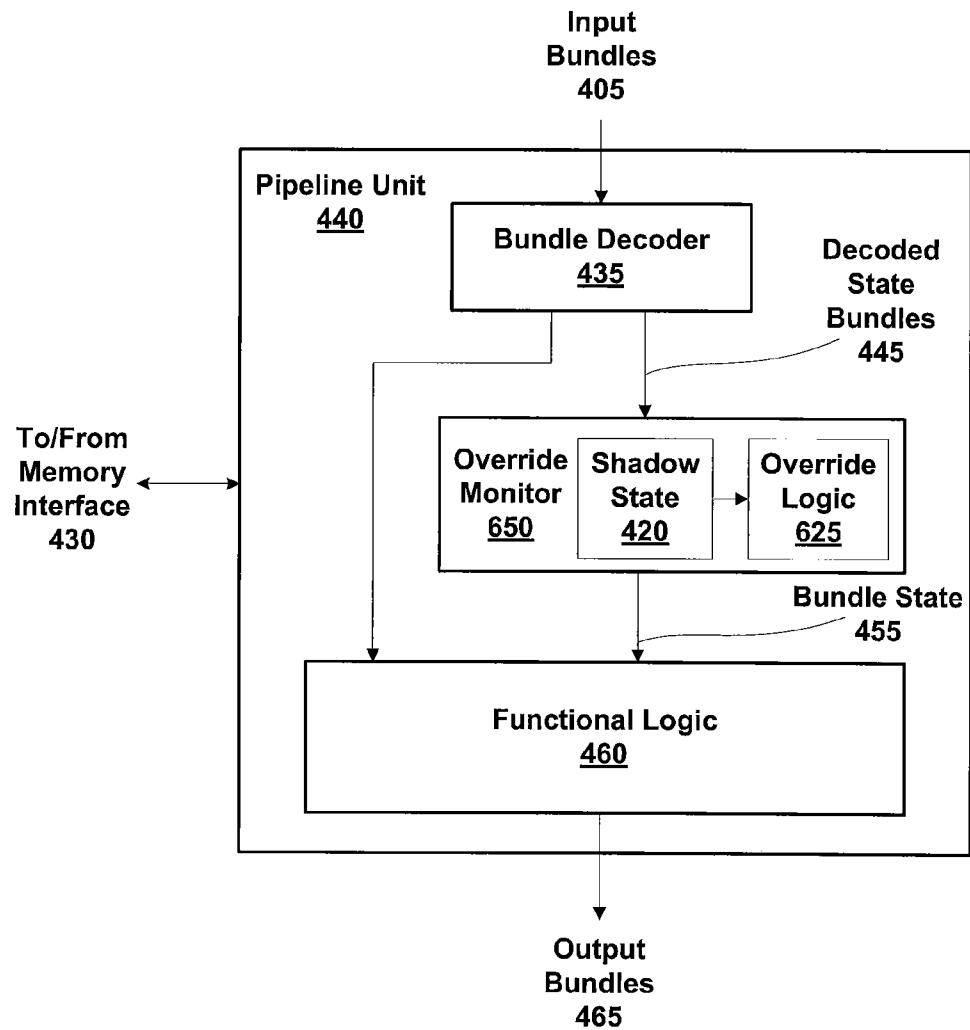 Input
Bundles
405
Pipeline Unit
440
Bundle Decoder
435
Decoded
State
Bundles
445
To/From
Memory
Interface
430
Override
Monitor
650
Shadow
State
420
Override
Logic
625
Bundle State
455
Functional Logic
460
Output
Bundles
465